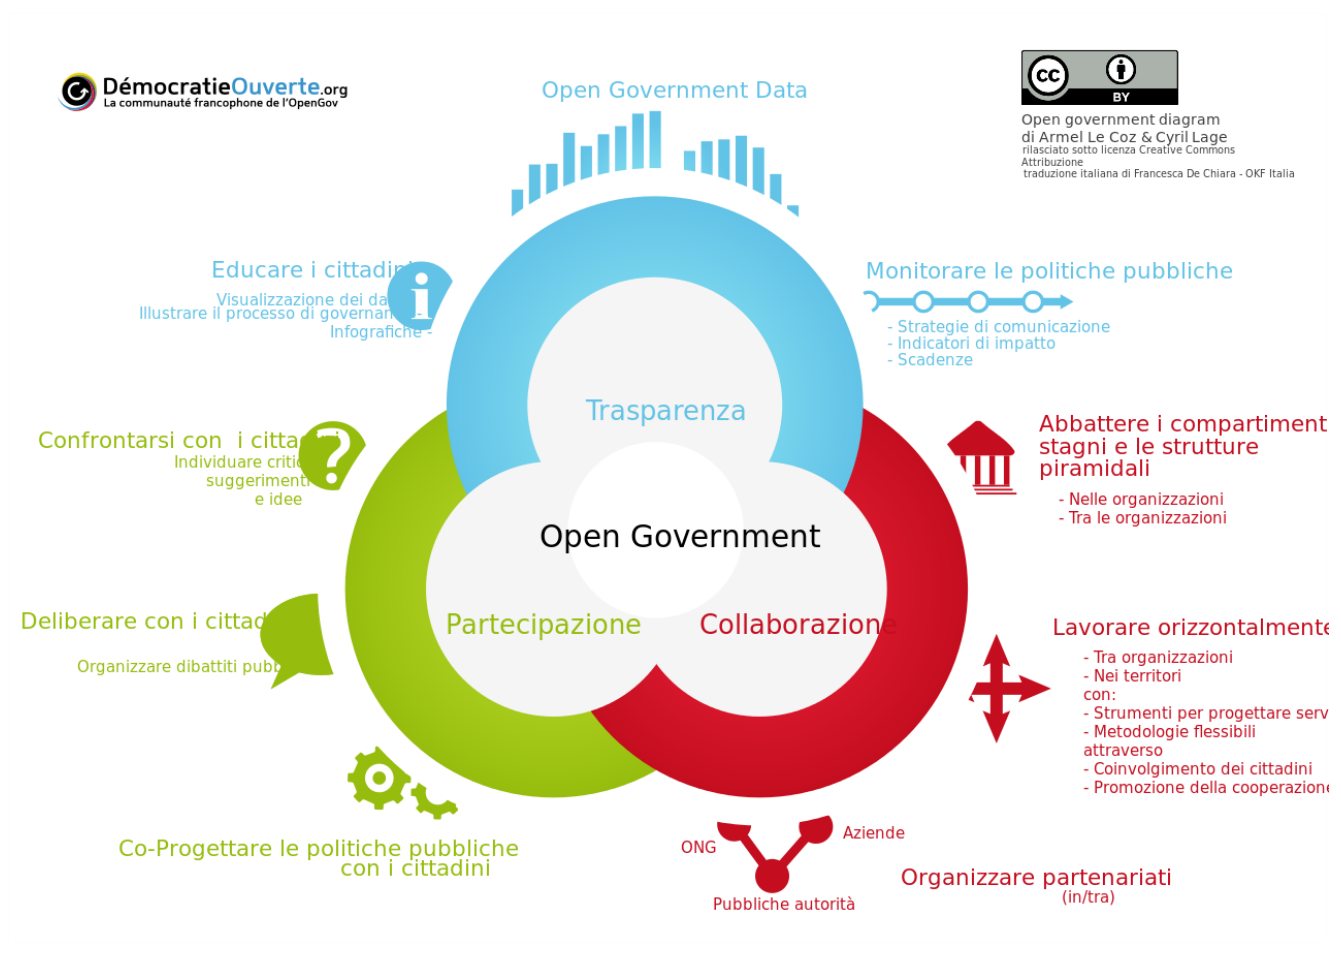 DémocratieOuverte.org
La communauté francophone de l'OpenGov
cc
BY
Open government diagram
di Armel Le Coz & Cyril Lage
rilasciato sotto licenza Creative Commons
Attribuzione
traduzione italiana di Francesca De Chiara - OKF Italia
Open Government Data
Educare i cittadini
Visualizzazione dei
Illustrare il processo di governance -
Infografiche -
i
Monitorare le politiche pubbliche
- Strategie di comunicazione
- Indicatori di impatto
- Scadenze
Trasparenza
Confrontarsi con i
Individuare
suggerimenti
e idee
?
Abbattere i compartiment
stagni e le strutture
piramidali
- Nelle organizzazioni
- Tra le organizzazioni
Open Government
Partecipazione
Collaborazione
Deliberare con i
Organizzare dibattiti
Lavorare orizzontalmente
- Tra organizzazioni
- Nei territori
con:
- Strumenti per progettare serv
- Metodologie flessibili
attraverso
- Coinvolgimento dei cittadini
- Promozione della cooperazione
Co-Progettare le politiche pubbliche
con i cittadini
ONG
Aziende
Pubbliche autorità
Organizzare partenariati
(in/tra)